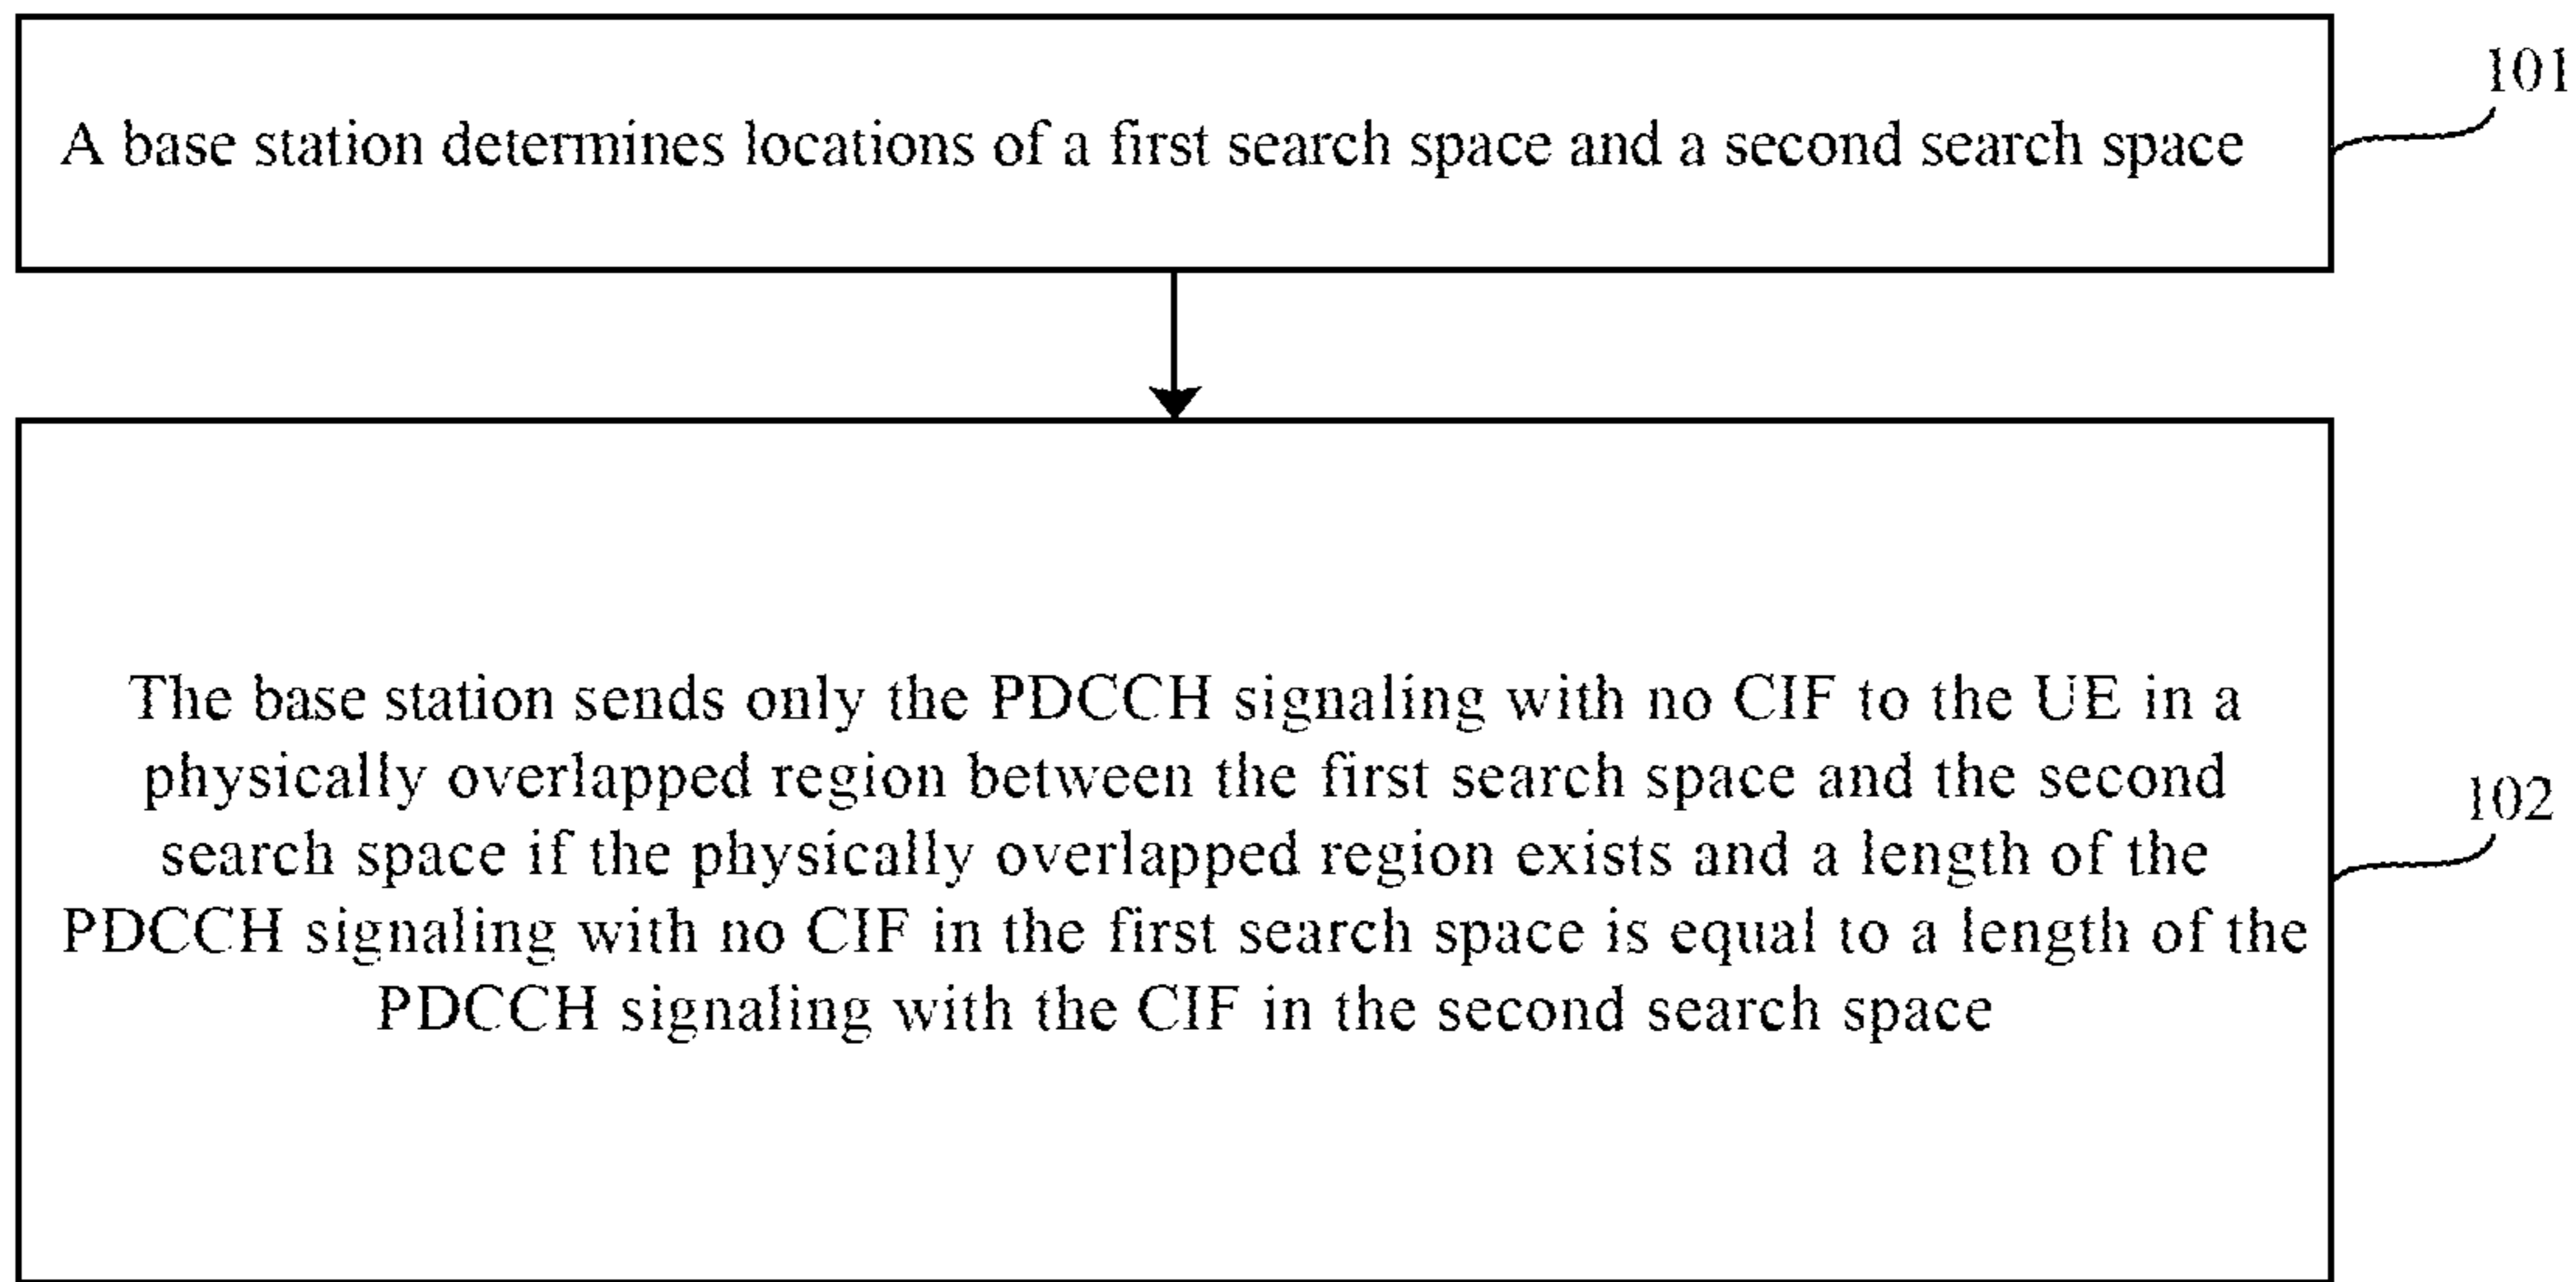 A base station determines locations of a first search space and a second search space
101
The base station sends only the PDCCH signaling with no CIF to the UE in a
physically overlapped region between the first search space and the second
search space if the physically overlapped region exists and a length of the
PDCCH signaling with no CIF in the first search space is equal to a length of the
PDCCH signaling with the CIF in the second search space
102